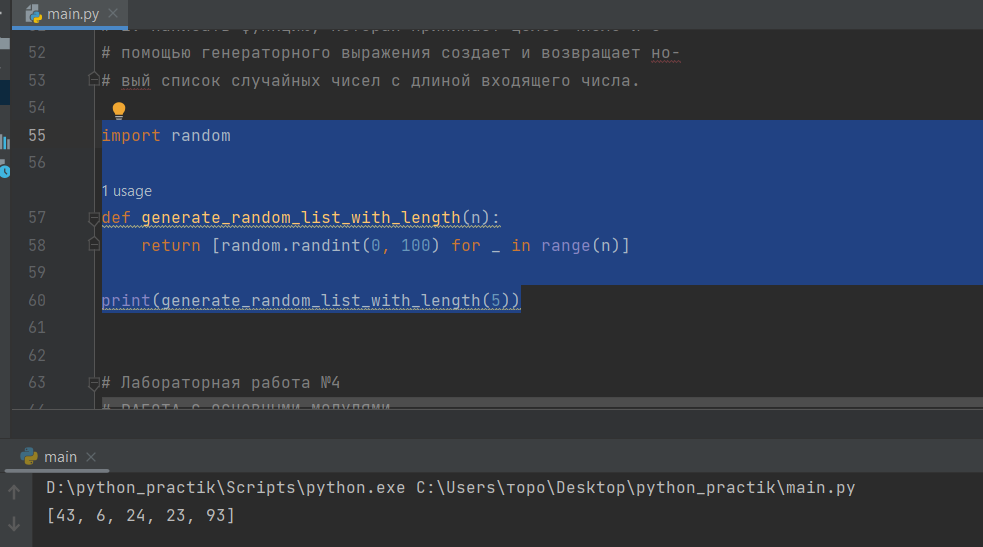 main.py
52 # помощью генераторного выражения создает и возвращает но-
53 # вый список случайных чисел с длиной входящего числа.
54
55 import random
56
1 usage
57 def generate_random_list_with_length(n):
58     return [random.randint(0, 100) for _ in range(n)]
59
60 print(generate_random_list_with_length(5))
61
62
63 # Лабораторная работа №4
main
D:\python_practik\Scripts\python.exe C:\Users\торо\Desktop\python_practik\main.py
[43, 6, 24, 23, 93]